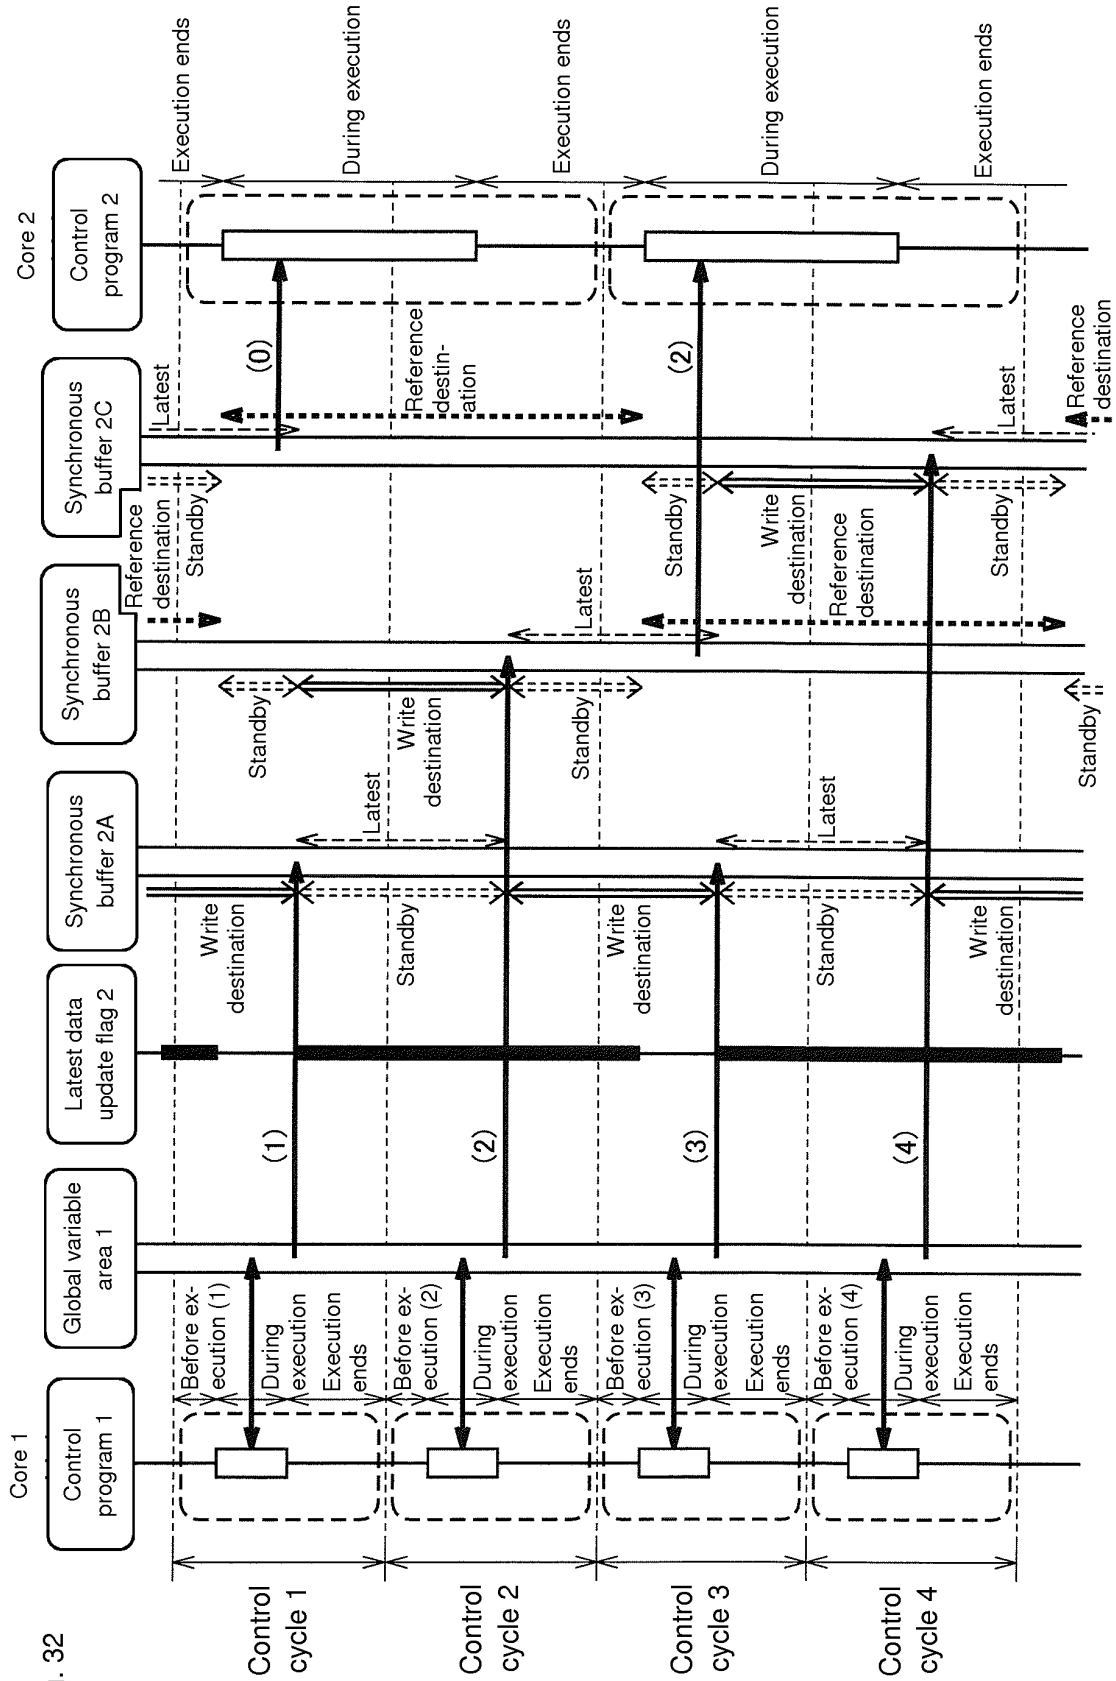 I. 32
Core 1
Core 2
Control
program 1
Global variable
area 1
Latest data
update flag 2
Synchronous
buffer 2A
Synchronous
buffer 2B
Synchronous
buffer 2C
Control
program 2
Control
cycle 1
Before ex-
ecution (1)
During
execution
Execution
ends
(1)
Write
destination
Standby
Latest
Reference
destination
Standby
Latest
(0)
Execution ends
During execution
Control
cycle 2
Before ex-
ecution (2)
During
execution
Execution
ends
(2)
Standby
Write
destination
Standby
Latest
Reference
destin-
ation
Execution ends
Control
cycle 3
Before ex-
ecution (3)
During
execution
Execution
ends
(3)
Write
destination
Latest
Standby
(2)
During execution
Control
cycle 4
Before ex-
ecution (4)
During
execution
Execution
ends
(4)
Standby
Write
destination
Reference
destination
Write
destination
Standby
Standby
Latest
Reference
destination
Execution ends